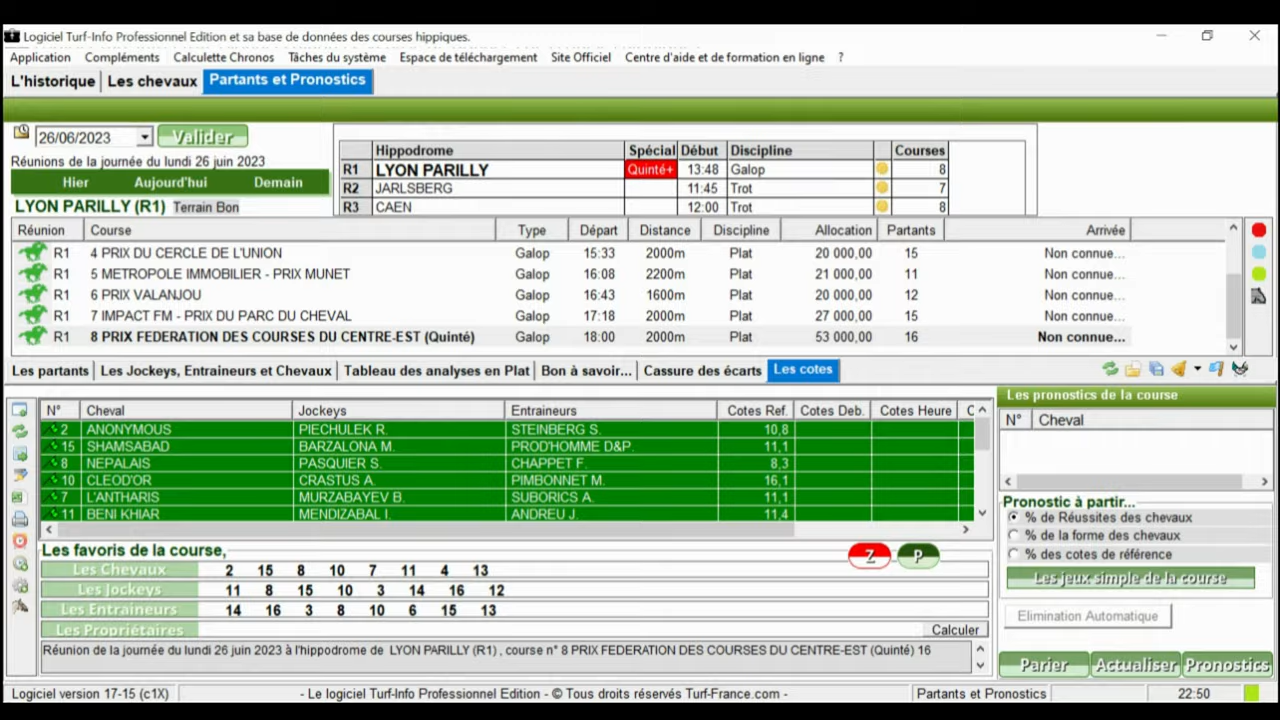 Logiciel Turf-Info Professionnel Edition et sa base de données des courses hippiques.
Application Compléments Calculette Chronos Tâches du système Espace de téléchargement Site Officiel Centre d'aide et de formation en ligne ?
L'historique Les chevaux Partants et Pronostics
26/06/2023 Valider
Réunions de la journée du lundi 26 juin 2023
Hier Aujourd'hui Demain
LYON PARILLY (R1) Terrain Bon
Hippodrome Spécial Début Discipline Courses
R1 LYON PARILLY Quinté+ 13:48 Galop 8
R2 JARLSBERG 11:45 Trot 7
R3 CAEN 12:00 Trot 8
Réunion Course Type Départ Distance Discipline Allocation Partants Arrivée
R1 4 PRIX DU CERCLE DE L'UNION Galop 15:33 2000m Plat 20 000,00 15 Non connue...
R1 5 METROPOLE IMMOBILIER - PRIX MUNET Galop 16:08 2200m Plat 21 000,00 11 Non connue...
R1 6 PRIX VALANJOU Galop 16:43 1600m Plat 20 000,00 12 Non connue...
R1 7 IMPACT FM - PRIX DU PARC DU CHEVAL Galop 17:18 2000m Plat 27 000,00 15 Non connue...
R1 8 PRIX FEDERATION DES COURSES DU CENTRE-EST (Quinté) Galop 18:00 2000m Plat 53 000,00 16 Non connue...
Les partants Les Jockeys, Entraineurs et Chevaux Tableau des analyses en Plat Bon à savoir... Cassure des écarts Les cotes
N° Cheval Jockeys Entraineurs Cotes Ref. Cotes Deb. Cotes Heure C
2 ANONYMOUS PIECHULEK R. STEINBERG S. 10,8
15 SHAMSABAD BARZALONA M. PROD'HOMME D&P. 11,1
8 NEPALAIS PASQUIER S. CHAPPET F. 8,3
10 CLEOD'OR CRASTUS A. PIMBONNET M. 16,1
7 L'ANTHARIS MURZABAYEV B. SUBORICS A. 11,1
11 BENI KHIAR MENDIZABAL I. ANDREU J. 11,4
Les favoris de la course,
Z P
Les Chevaux 2 15 8 10 7 11 4 13
Les Jockeys 11 8 15 10 3 14 16 12
Les Entraineurs 14 16 3 8 10 6 15 13
Les Propriétaires Calculer
Réunion de la journée du lundi 26 juin 2023 à l'hippodrome de LYON PARILLY (R1) , course n° 8 PRIX FEDERATION DES COURSES DU CENTRE-EST (Quinté) 16
Les pronostics de la course
N° Cheval
Pronostic à partir...
% de Réussites des chevaux
% de la forme des chevaux
% des cotes de référence
Les jeux simple de la course
Elimination Automatique
Parier Actualiser Pronostics
Logiciel version 17-15 (c1X) - Le logiciel Turf-Info Professionnel Edition - © Tous droits réservés Turf-France.com - Partants et Pronostics 22:50